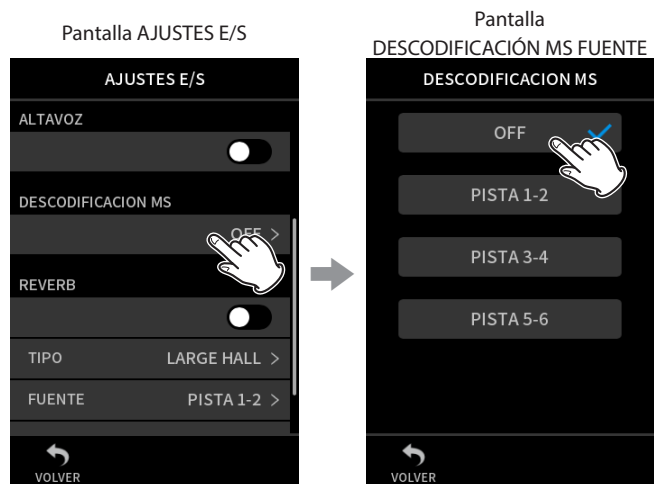 Pantalla AJUSTES E/S
AJUSTES E/S
ALTAVOZ
DESCODIFICACION MS
OFF >
REVERB
TIPO LARGE HALL >
FUENTE PISTA 1-2 >
VOLVER
Pantalla
DESCODIFICACIÓN MS FUENTE
DESCODIFICACION MS
OFF
PISTA 1-2
PISTA 3-4
PISTA 5-6
VOLVER